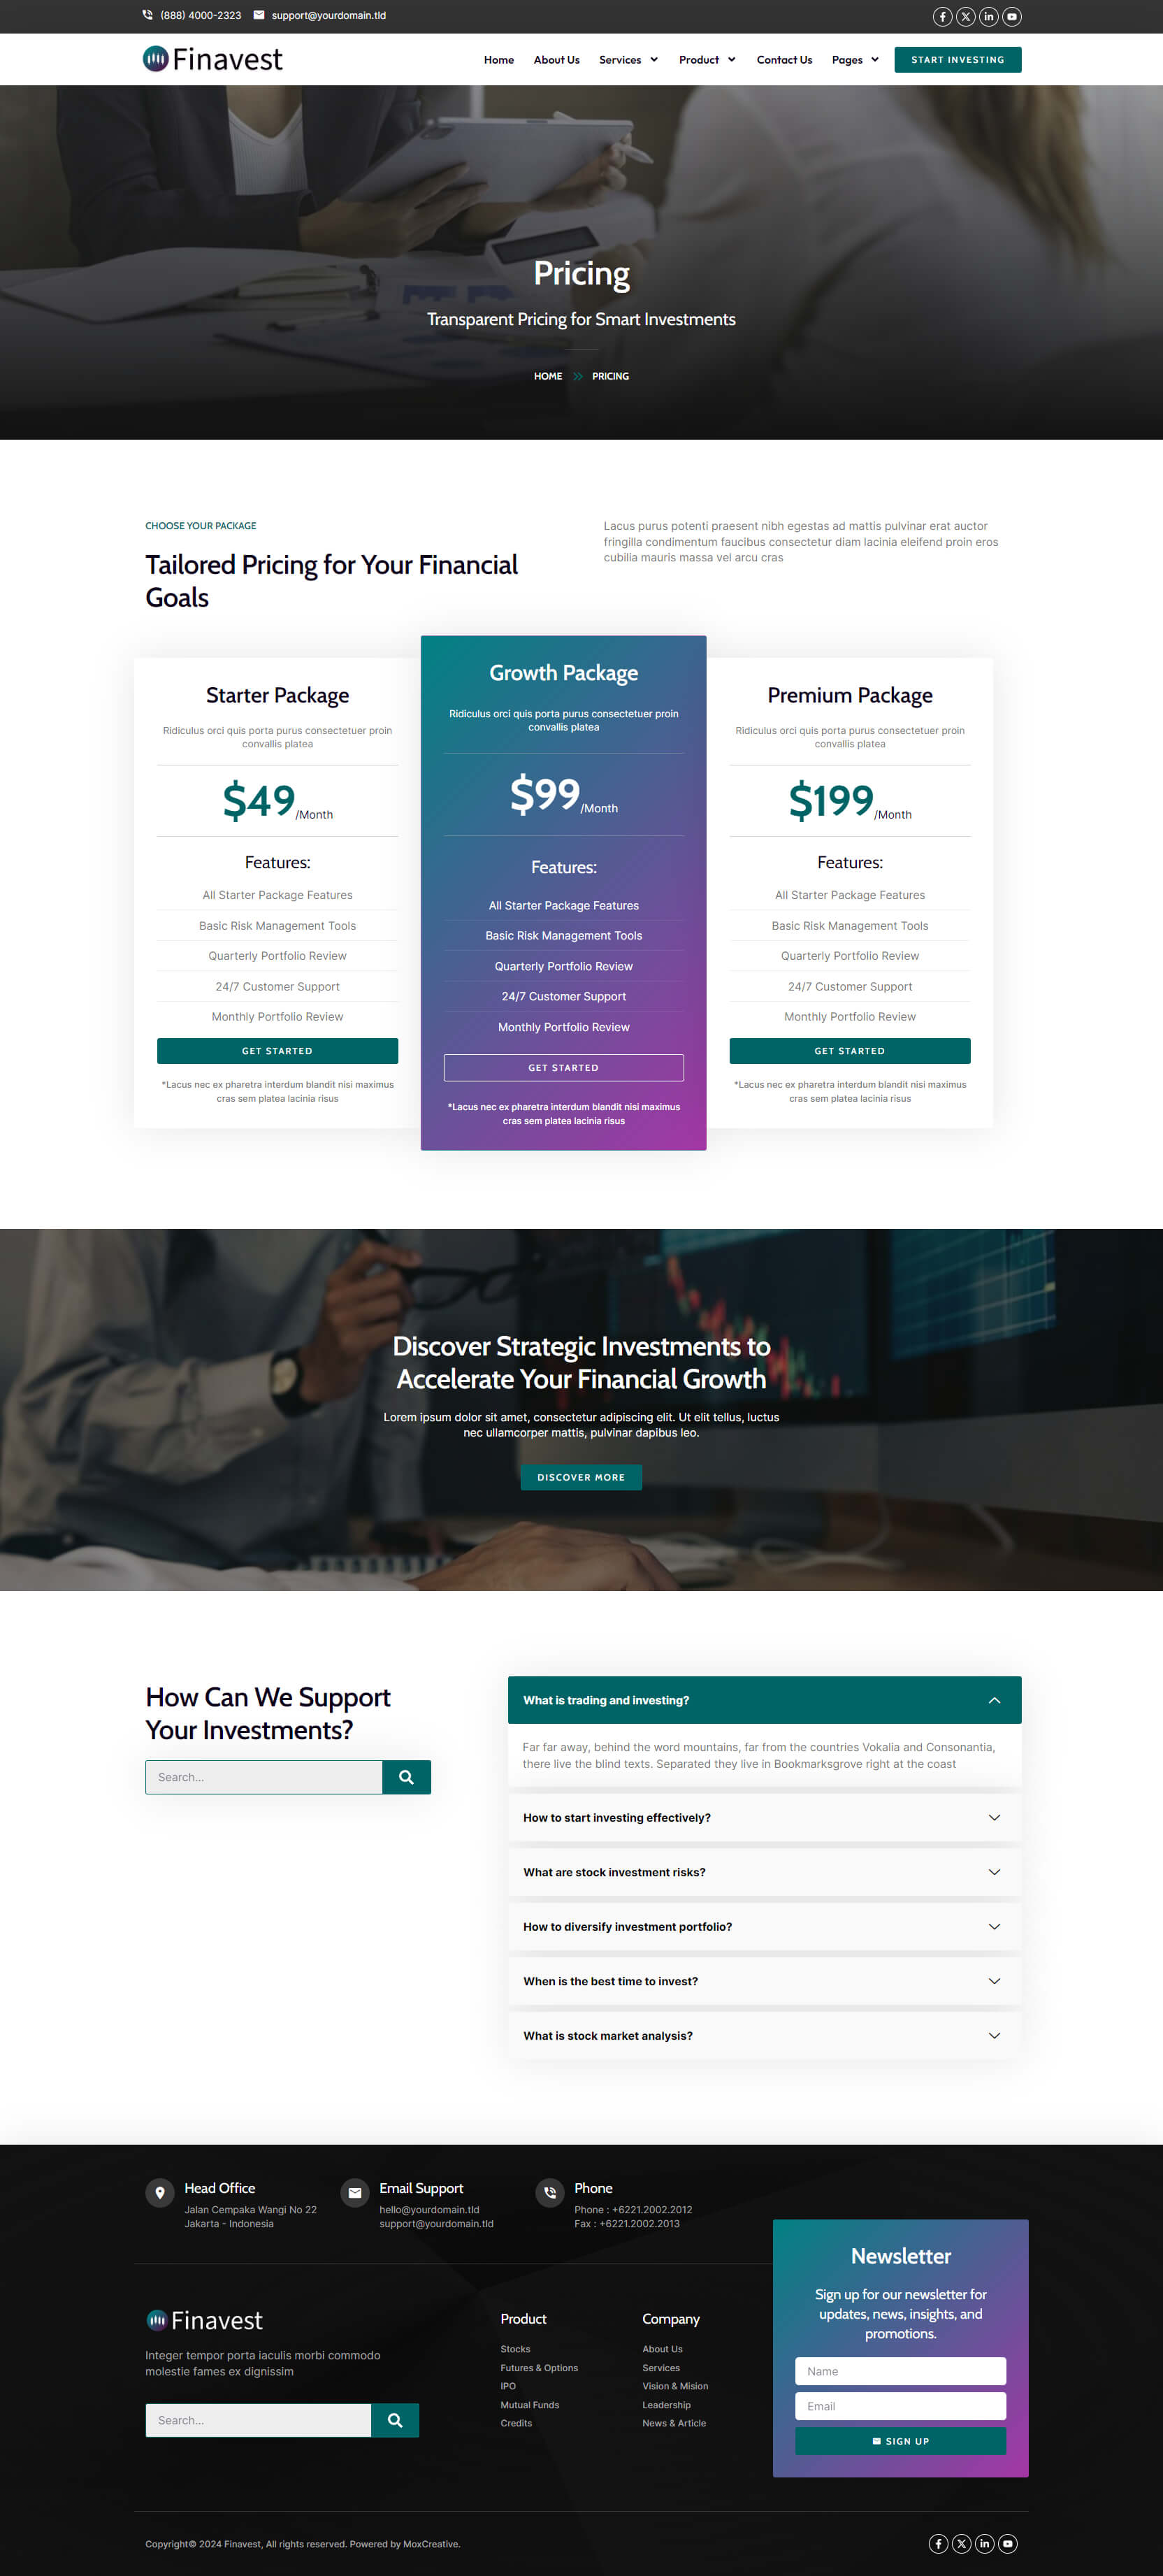 (888) 4000-2323 support@yourdomain.tld
Finavest
Home About Us Services Product Contact Us Pages START INVESTING
Pricing
Transparent Pricing for Smart Investments
HOME PRICING
CHOOSE YOUR PACKAGE
Tailored Pricing for Your Financial
Goals
Lacus purus potenti praesent nibh egestas ad mattis pulvinar erat auctor
fringilla condimentum faucibus consectetur diam lacinia eleifend proin eros
cubilia mauris massa vel arcu cras
Starter Package
Ridiculus orci quis porta purus consectetuer proin
convallis platea
$49/Month
Features:
All Starter Package Features
Basic Risk Management Tools
Quarterly Portfolio Review
24/7 Customer Support
Monthly Portfolio Review
GET STARTED
*Lacus nec ex pharetra interdum blandit nisi maximus
cras sem platea lacinia risus
Growth Package
Ridiculus orci quis porta purus consectetuer proin
convallis platea
$99/Month
Features:
All Starter Package Features
Basic Risk Management Tools
Quarterly Portfolio Review
24/7 Customer Support
Monthly Portfolio Review
GET STARTED
*Lacus nec ex pharetra interdum blandit nisi maximus
cras sem platea lacinia risus
Premium Package
Ridiculus orci quis porta purus consectetuer proin
convallis platea
$199/Month
Features:
All Starter Package Features
Basic Risk Management Tools
Quarterly Portfolio Review
24/7 Customer Support
Monthly Portfolio Review
GET STARTED
*Lacus nec ex pharetra interdum blandit nisi maximus
cras sem platea lacinia risus
Discover Strategic Investments to
Accelerate Your Financial Growth
Lorem ipsum dolor sit amet, consectetur adipiscing elit. Ut elit tellus, luctus
nec ullamcorper mattis, pulvinar dapibus leo.
DISCOVER MORE
How Can We Support
Your Investments?
Search...
What is trading and investing?
Far far away, behind the word mountains, far from the countries Vokalia and Consonantia,
there live the blind texts. Separated they live in Bookmarksgrove right at the coast
How to start investing effectively?
What are stock investment risks?
How to diversify investment portfolio?
When is the best time to invest?
What is stock market analysis?
Head Office
Jalan Cempaka Wangi No 22
Jakarta - Indonesia
Email Support
hello@yourdomain.tld
support@yourdomain.tld
Phone
Phone : +6221.2002.2012
Fax : +6221.2002.2013
Finavest
Integer tempor porta iaculis morbi commodo
molestie fames ex dignissim
Search...
Product
Stocks
Futures & Options
IPO
Mutual Funds
Credits
Company
About Us
Services
Vision & Mision
Leadership
News & Article
Newsletter
Sign up for our newsletter for
updates, news, insights, and
promotions.
Name
Email
SIGN UP
Copyright© 2024 Finavest, All rights reserved. Powered by MoxCreative.